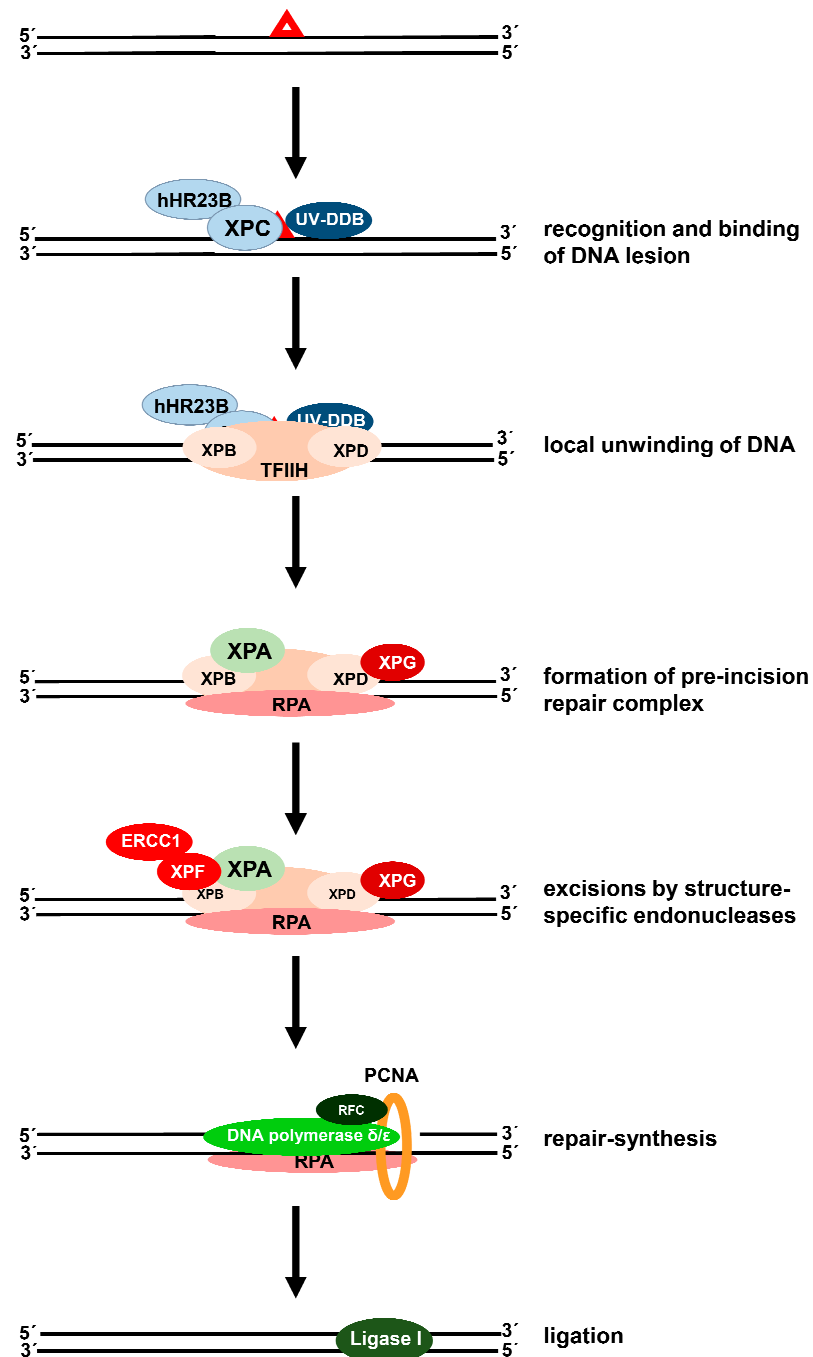 5´ 3´
3´ 5´
hHR23B
XPC UV-DDB
5´ 3´
3´ 5´
recognition and binding
of DNA lesion
hHR23B
UV-DDB
5´ 3´
3´ 5´
XPB XPD
TFIIH
local unwinding of DNA
XPA
XPG
XPB XPD
5´ 3´
3´ 5´
RPA
formation of pre-incision
repair complex
ERCC1
XPF XPA XPG
XPB XPD
5´ 3´
3´ 5´
RPA
excisions by structure-
specific endonucleases
PCNA
RFC
DNA polymerase δ/ε
5´ 3´
3´ 5´
RPA
repair-synthesis
5´ 3´
3´ 5´
Ligase I
ligation